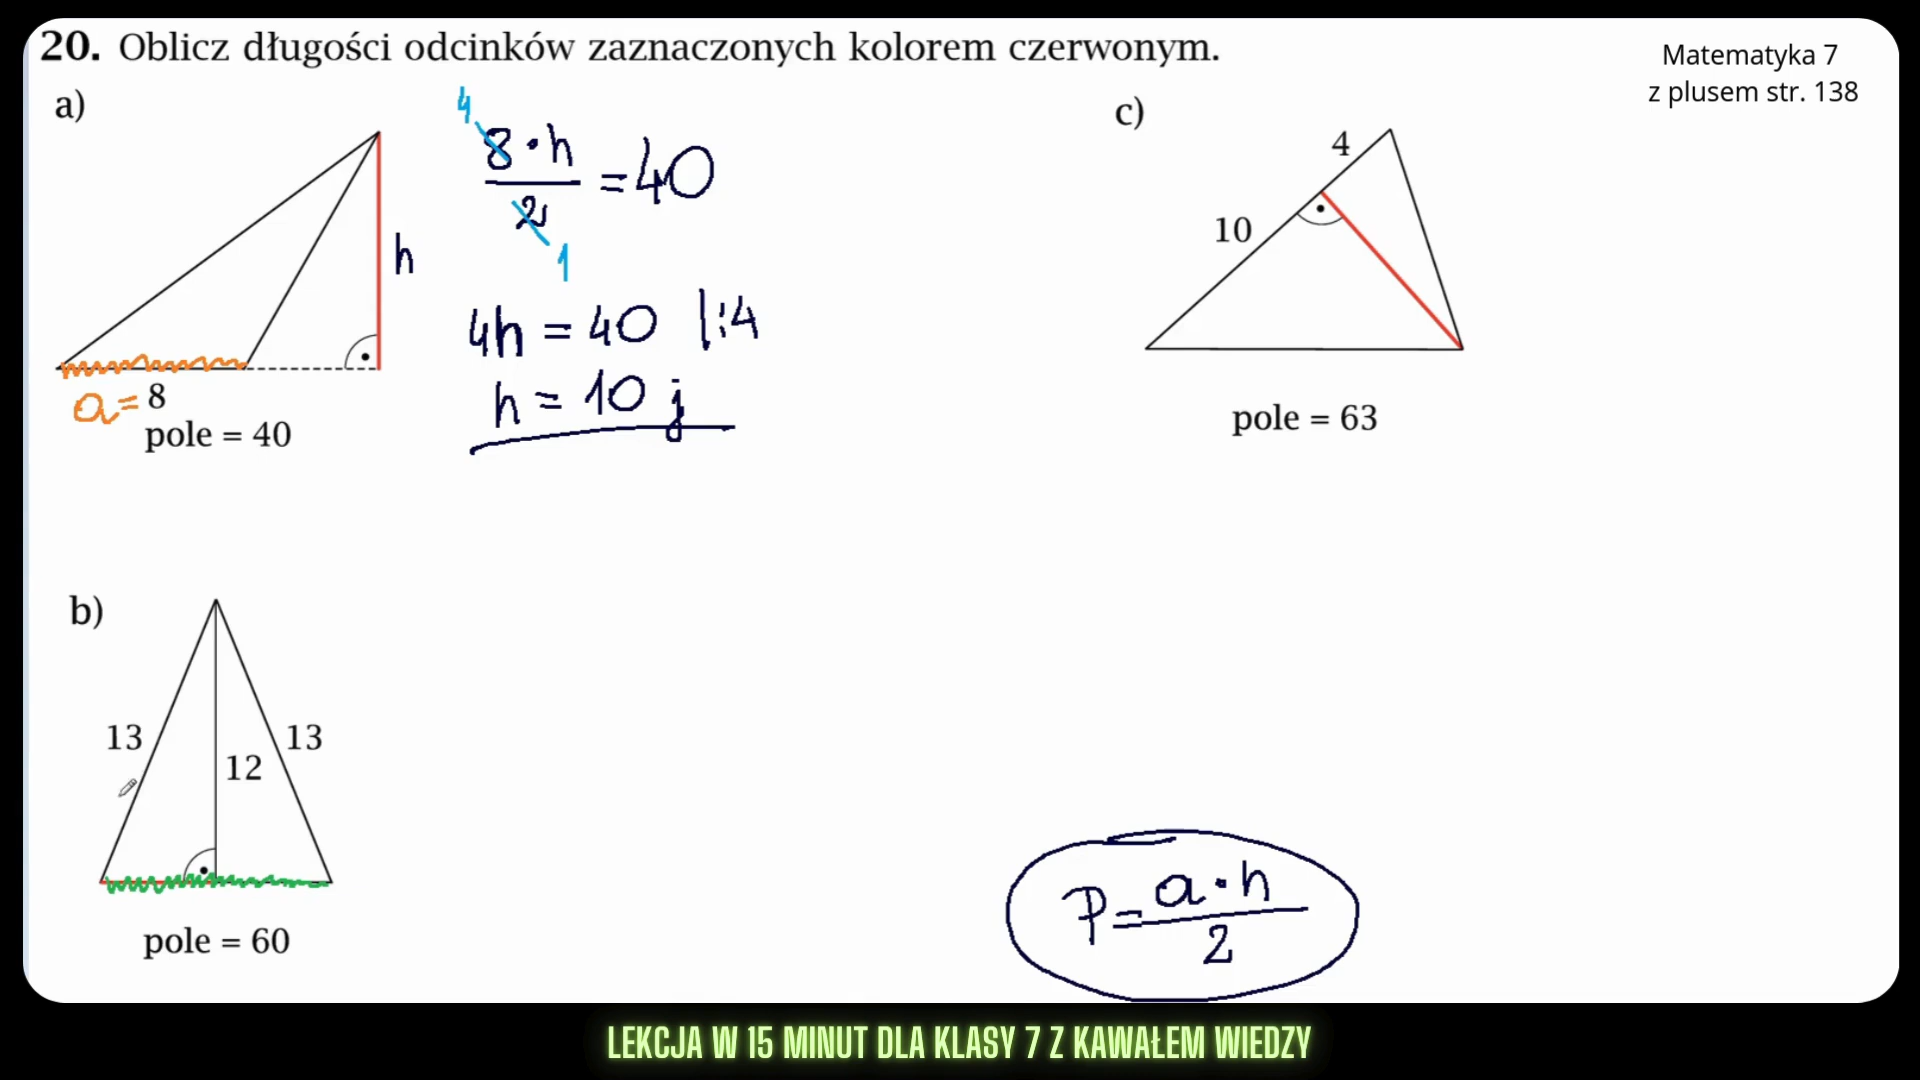 20. Oblicz długości odcinków zaznaczonych kolorem czerwonym.
Matematyka 7
z plusem str. 138
a)
h
a = 8
pole = 40
4
8 · h
2
= 40
1
4h = 40 |:4
h = 10 j
c)
4
10
pole = 63
b)
13
13
12
pole = 60
P = a · h
2
LEKCJA W 15 MINUT DLA KLASY 7 Z KAWAŁEM WIEDZY